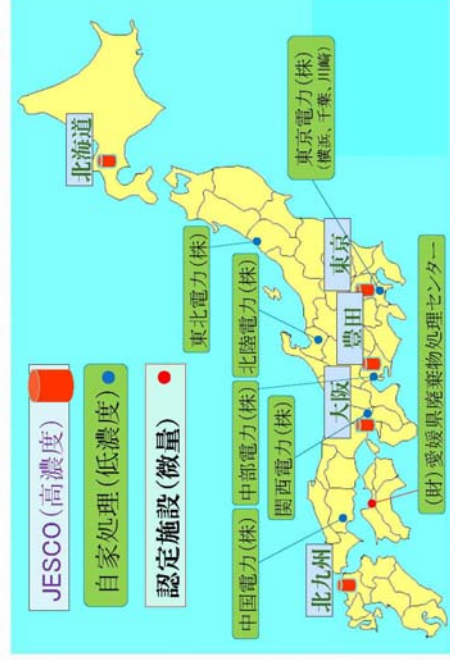 JESCO(高濃度)
自家処理(低濃度)
認定施設(微量)
北海道
東北電力(株)
北陸電力(株)
中部電力(株)
関西電力(株)
中国電力(株)
北九州
大阪
豊田
東京
東京電力(株)
(横浜、千葉、川崎)
(財)愛媛県廃棄物処理センター